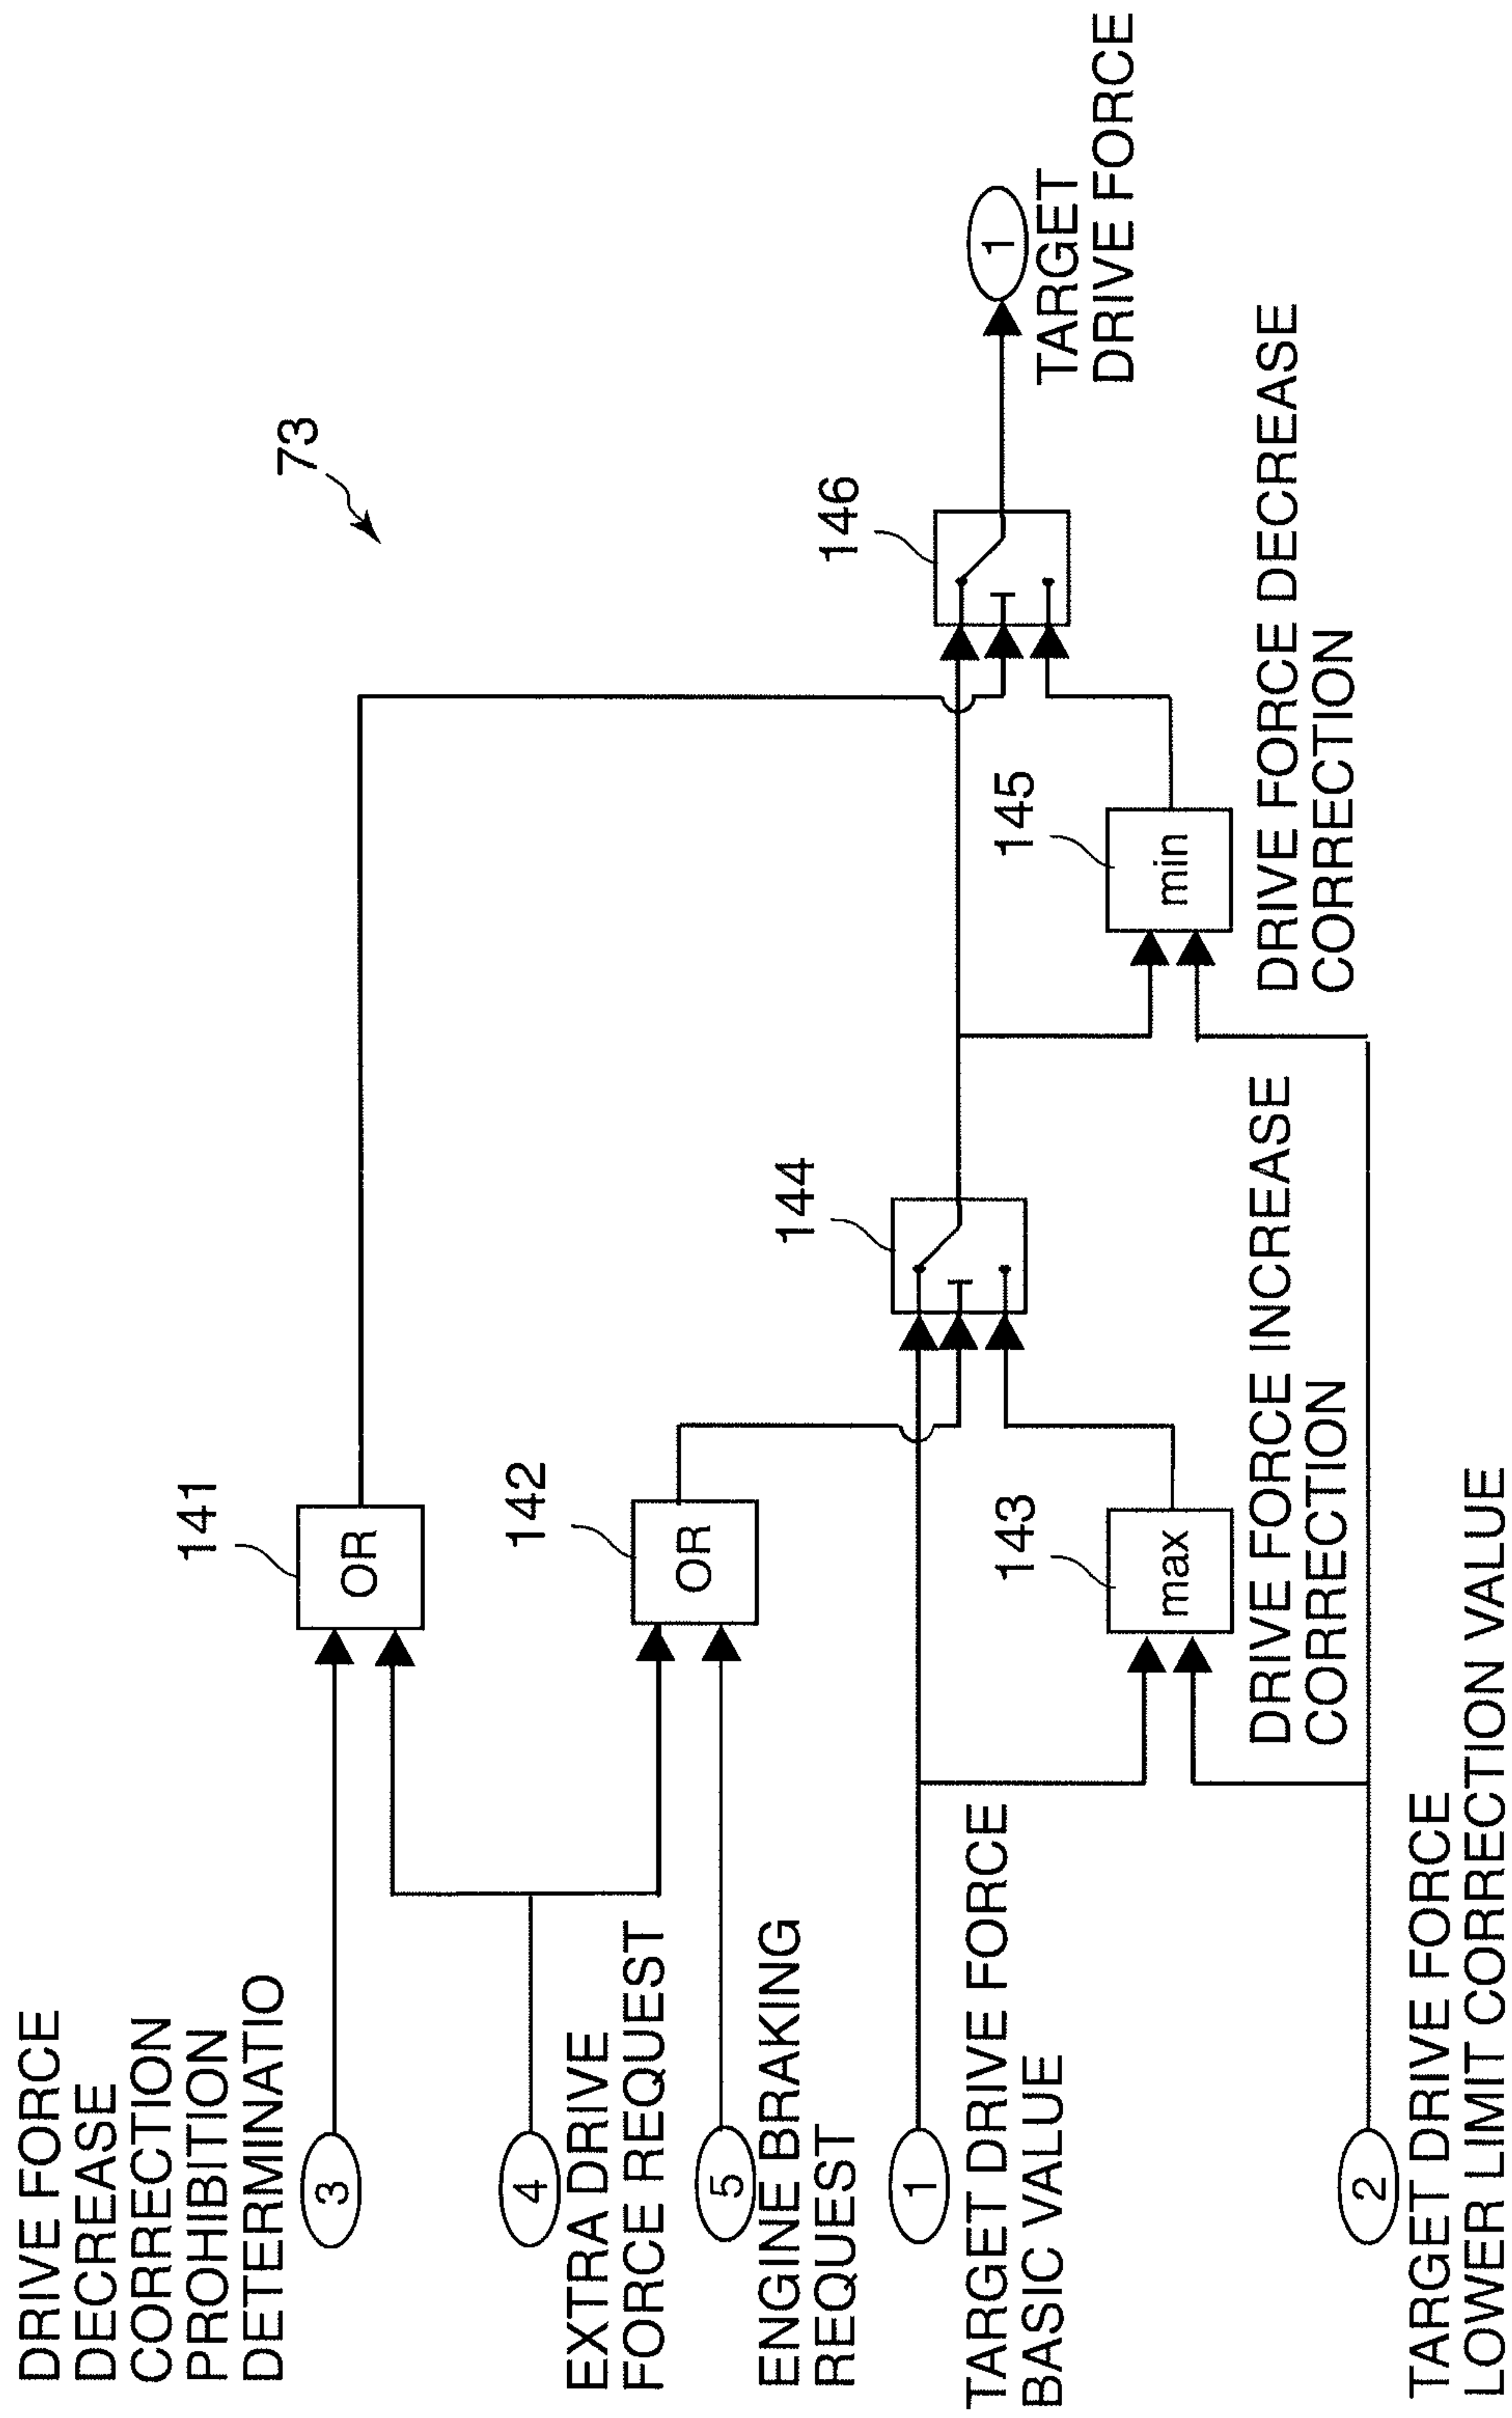 73
DRIVE FORCE
DECREASE
CORRECTION
PROHIBITION
DETERMINATIO
3
141
OR
4
EXTRA DRIVE
FORCE REQUEST
142
OR
5
ENGINE BRAKING
REQUEST
144
146
1
TARGET
DRIVE FORCE
1
TARGET DRIVE FORCE
BASIC VALUE
143
max
DRIVE FORCE INCREASE
CORRECTION
145
min
DRIVE FORCE DECREASE
CORRECTION
2
TARGET DRIVE FORCE
LOWER LIMIT CORRECTION VALUE